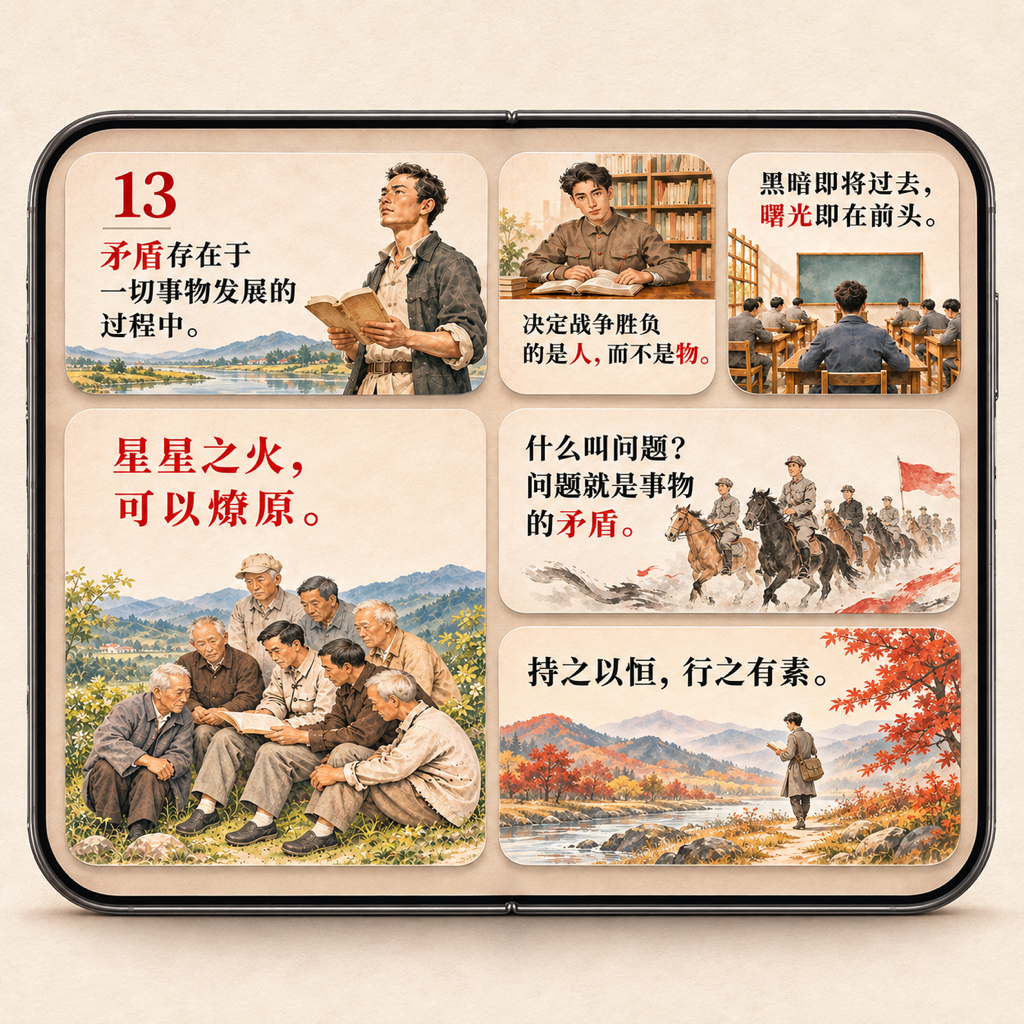 13
矛盾存在于
一切事物发展的
过程中。
决定战争胜负
的是人,而不是物。
黑暗即将过去,
曙光即在前头。
星星之火,
可以燎原。
什么叫问题?
问题就是事物
的矛盾。
持之以恒,行之有素。